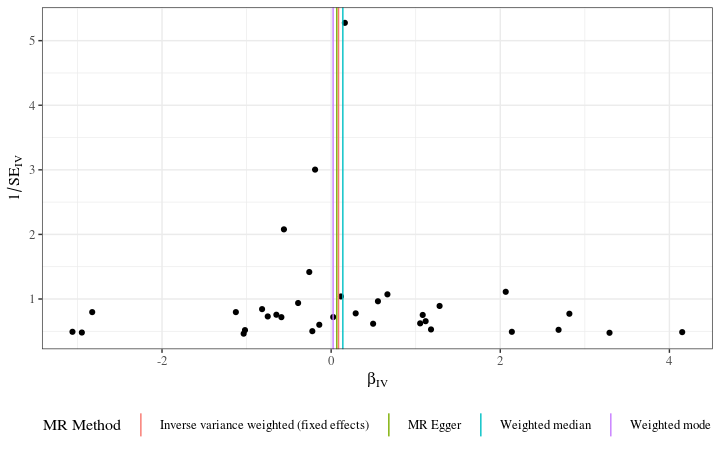 5
4
3
2
1
1/SE_IV
-2 0 2 4
β_IV
MR Method Inverse variance weighted (fixed effects) MR Egger Weighted median Weighted mode